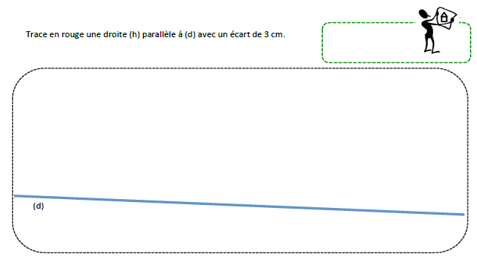 Trace en rouge une droite (h) parallèle à (d) avec un écart de 3 cm.
(d)